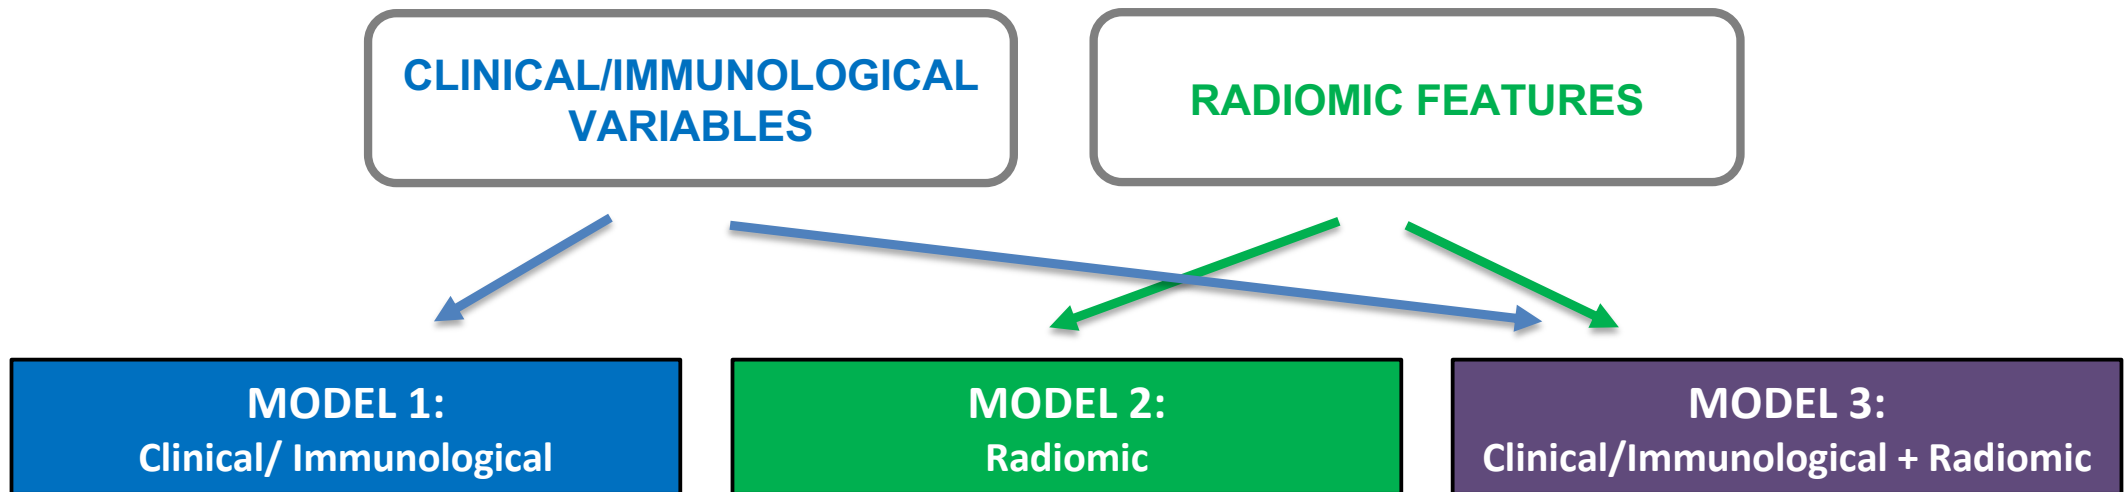 CLINICAL/IMMUNOLOGICAL
VARIABLES
RADIOMIC FEATURES
MODEL 1:
Clinical/ Immunological
MODEL 2:
Radiomic
MODEL 3:
Clinical/Immunological + Radiomic